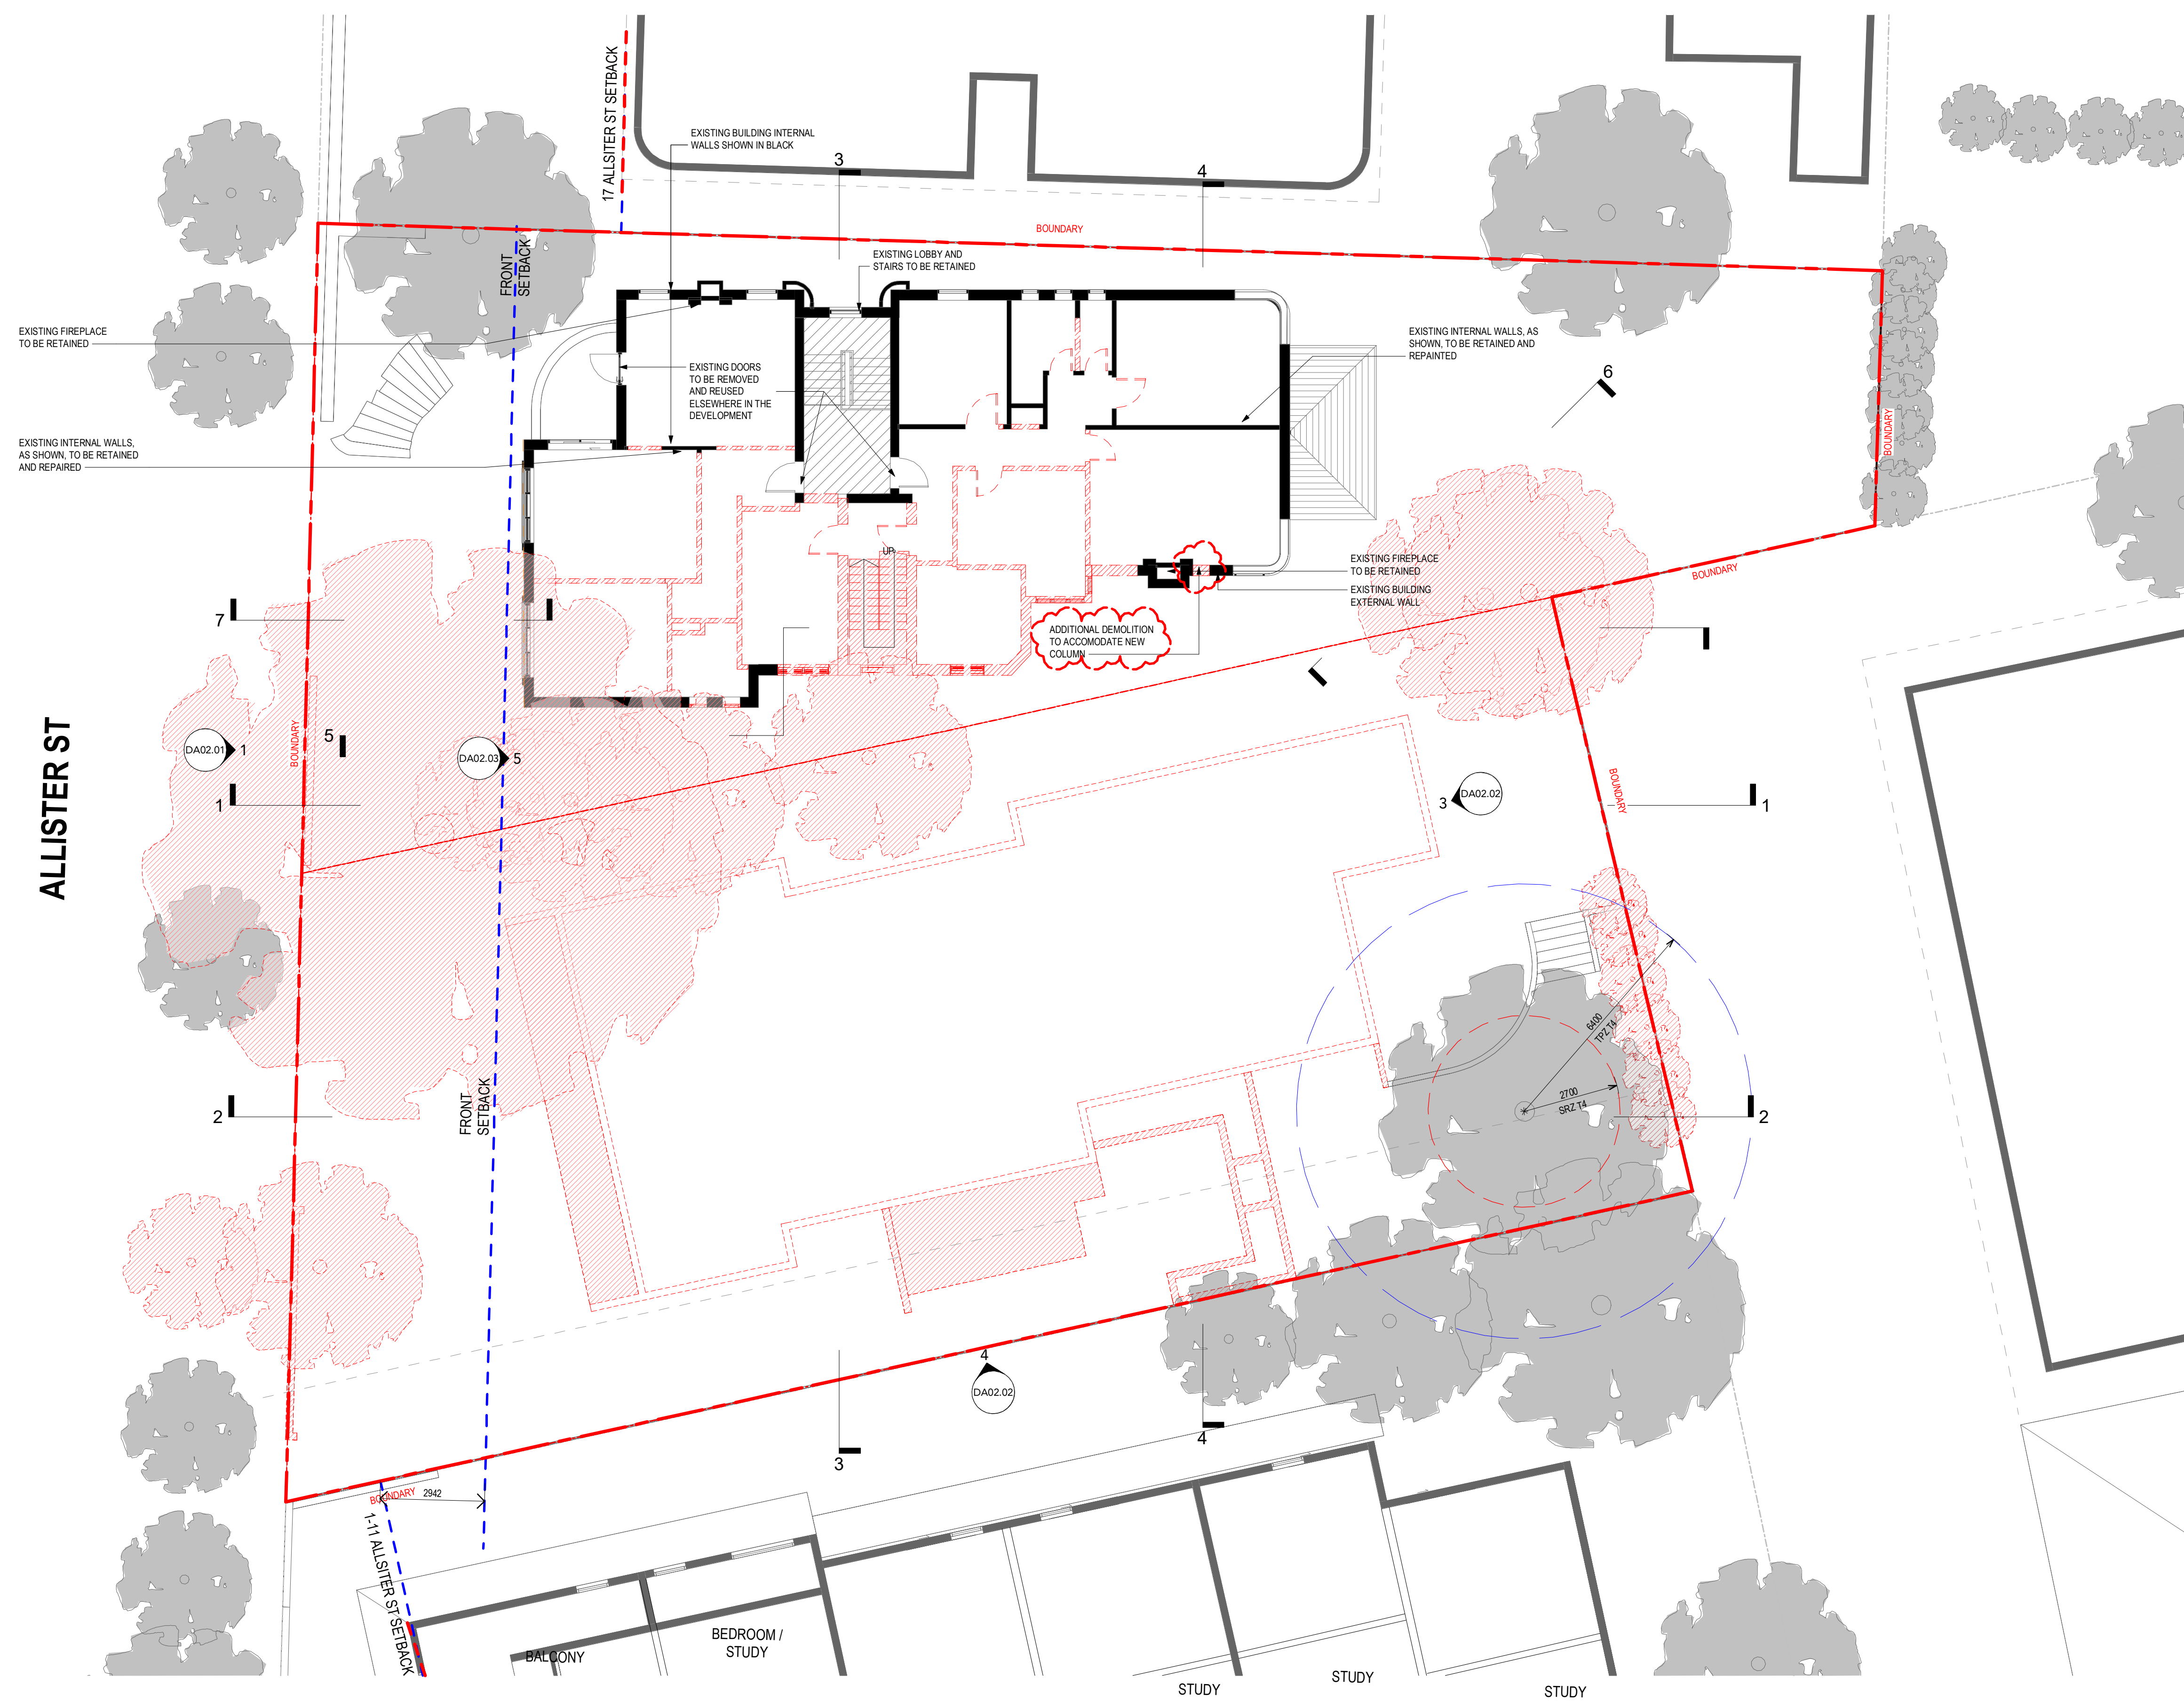 17 ALLSITER ST SETBACK
EXISTING BUILDING INTERNAL
WALLS SHOWN IN BLACK
3
4
BOUNDARY
FRONT
SETBACK
EXISTING LOBBY AND
STAIRS TO BE RETAINED
EXISTING FIREPLACE
TO BE RETAINED
EXISTING INTERNAL WALLS, AS
SHOWN, TO BE RETAINED AND
REPAINTED
EXISTING DOORS
TO BE REMOVED
AND REUSED
ELSEWHERE IN THE
DEVELOPMENT
6
BOUNDARY
EXISTING INTERNAL WALLS,
AS SHOWN, TO BE RETAINED
AND REPAIRED
UP
EXISTING FIREPLACE
TO BE RETAINED
EXISTING BUILDING
EXTERNAL WALL
BOUNDARY
7
ADDITIONAL DEMOLITION
TO ACCOMODATE NEW
COLUMN
ALLISTER ST
BOUNDARY
5
DA02.01
1
DA02.03
5
1
BOUNDARY
3
DA02.02
1
6400
TPZ T4
2700
SRZ T4
2
FRONT
SETBACK
2
4
DA02.02
3
4
BOUNDARY
2942
1-11 ALLSITER ST SETBACK
BALCONY
BEDROOM /
STUDY
STUDY
STUDY
STUDY